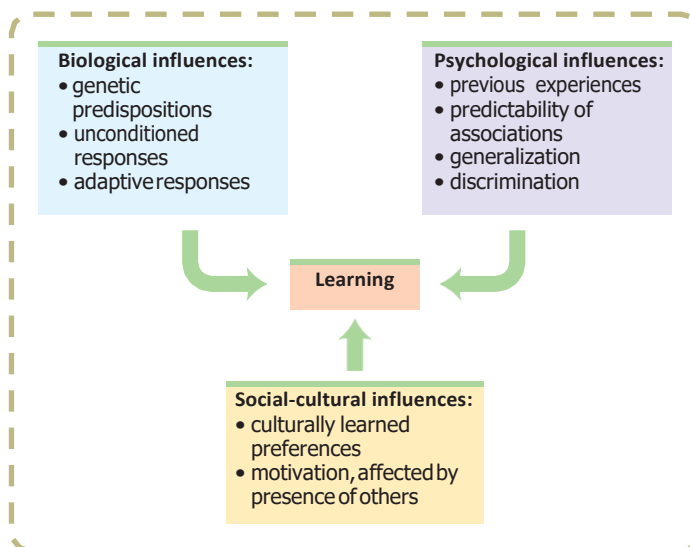 Biological influences:
• genetic
predispositions
• unconditioned
responses
• adaptive responses
Psychological influences:
• previous experiences
• predictability of
associations
• generalization
• discrimination
Learning
Social-cultural influences:
• culturally learned
preferences
• motivation, affected by
presence of others